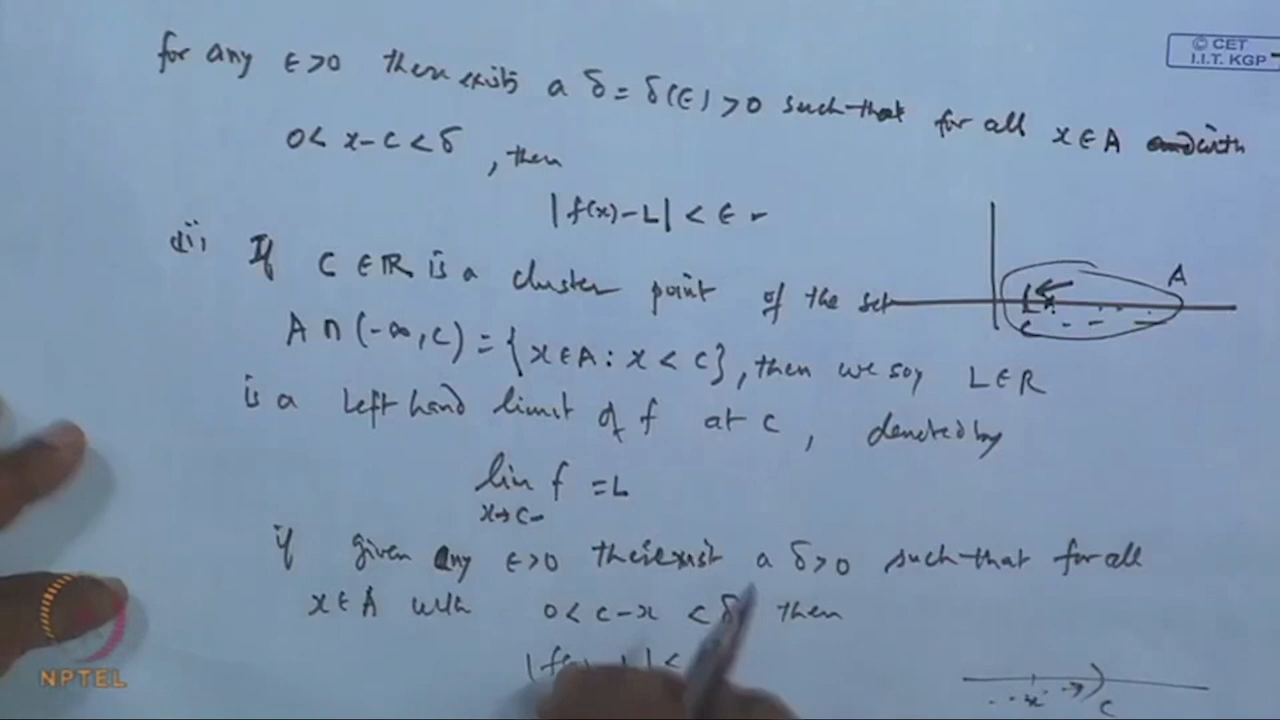 © CET
I.I.T. KGP
for any ε>0 there exists a δ = δ(ε) >0 such that for all x ∈ A with
0< x-c < δ , then
|f(x)-L| < ε
(ii) If c ∈ ℝ is a cluster point of the set
A ∩ (-∞, c) = {x ∈ A : x < c}, then we say L ∈ R
is a left hand limit of f at c , denoted by
lim f = L
x→c-
if given any ε>0 there exist a δ>0 such that for all
x ∈ A with 0< c-x < δ then
|f <
A
c
x c
NPTEL